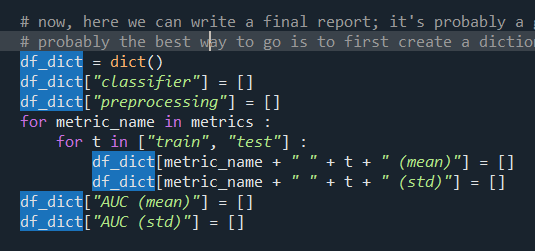 # now, here we can write a final report; it's probably a
# probably the best way to go is to first create a diction
df_dict = dict()
df_dict["classifier"] = []
df_dict["preprocessing"] = []
for metric_name in metrics :
    for t in ["train", "test"] :
        df_dict[metric_name + " " + t + " (mean)"] = []
        df_dict[metric_name + " " + t + " (std)"] = []
df_dict["AUC (mean)"] = []
df_dict["AUC (std)"] = []